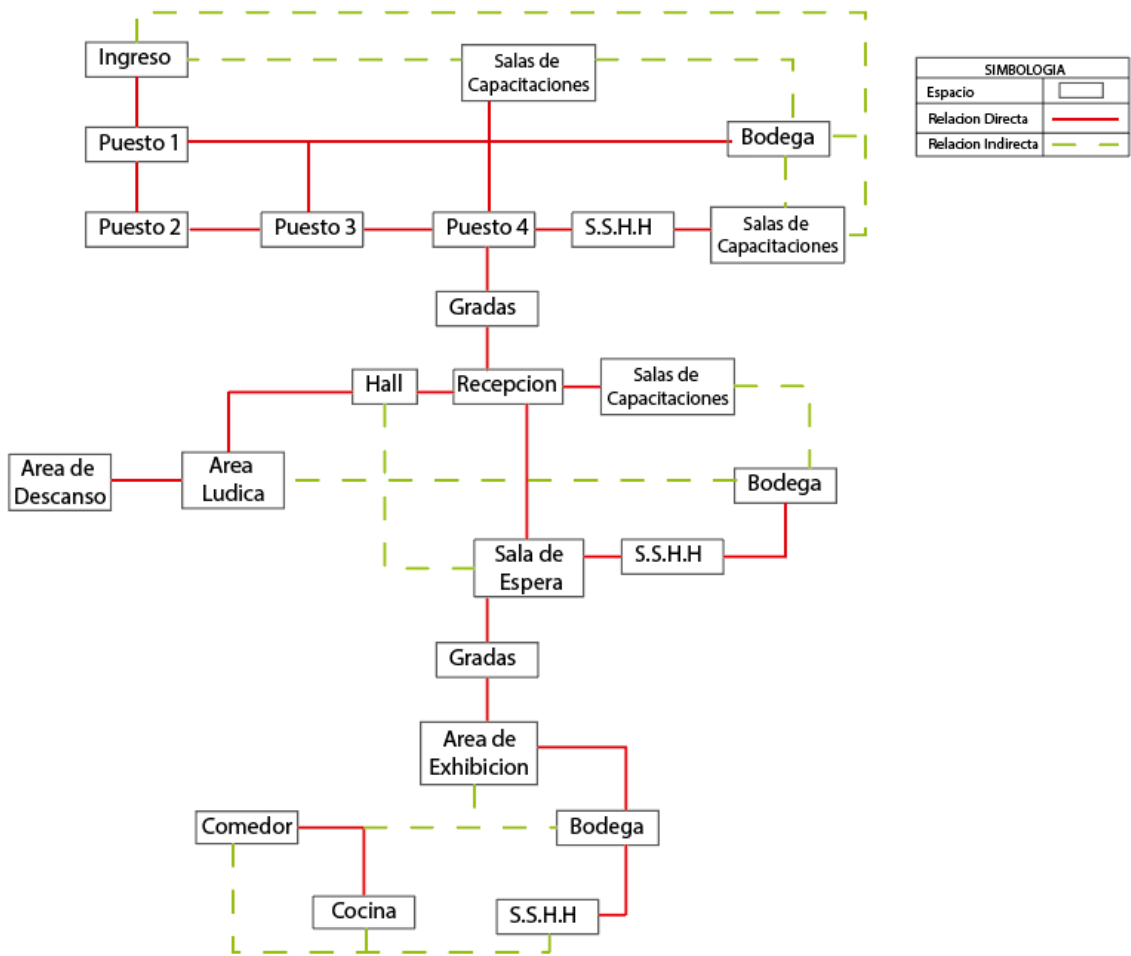 Ingreso
Salas de
Capacitaciones
SIMBOLOGIA
Espacio
Relacion Directa
Relacion Indirecta
Puesto 1
Bodega
Puesto 2
Puesto 3
Puesto 4
S.S.H.H
Salas de
Capacitaciones
Gradas
Hall
Recepcion
Salas de
Capacitaciones
Area de
Descanso
Area
Ludica
Bodega
Sala de
Espera
S.S.H.H
Gradas
Area de
Exhibicion
Comedor
Bodega
Cocina
S.S.H.H